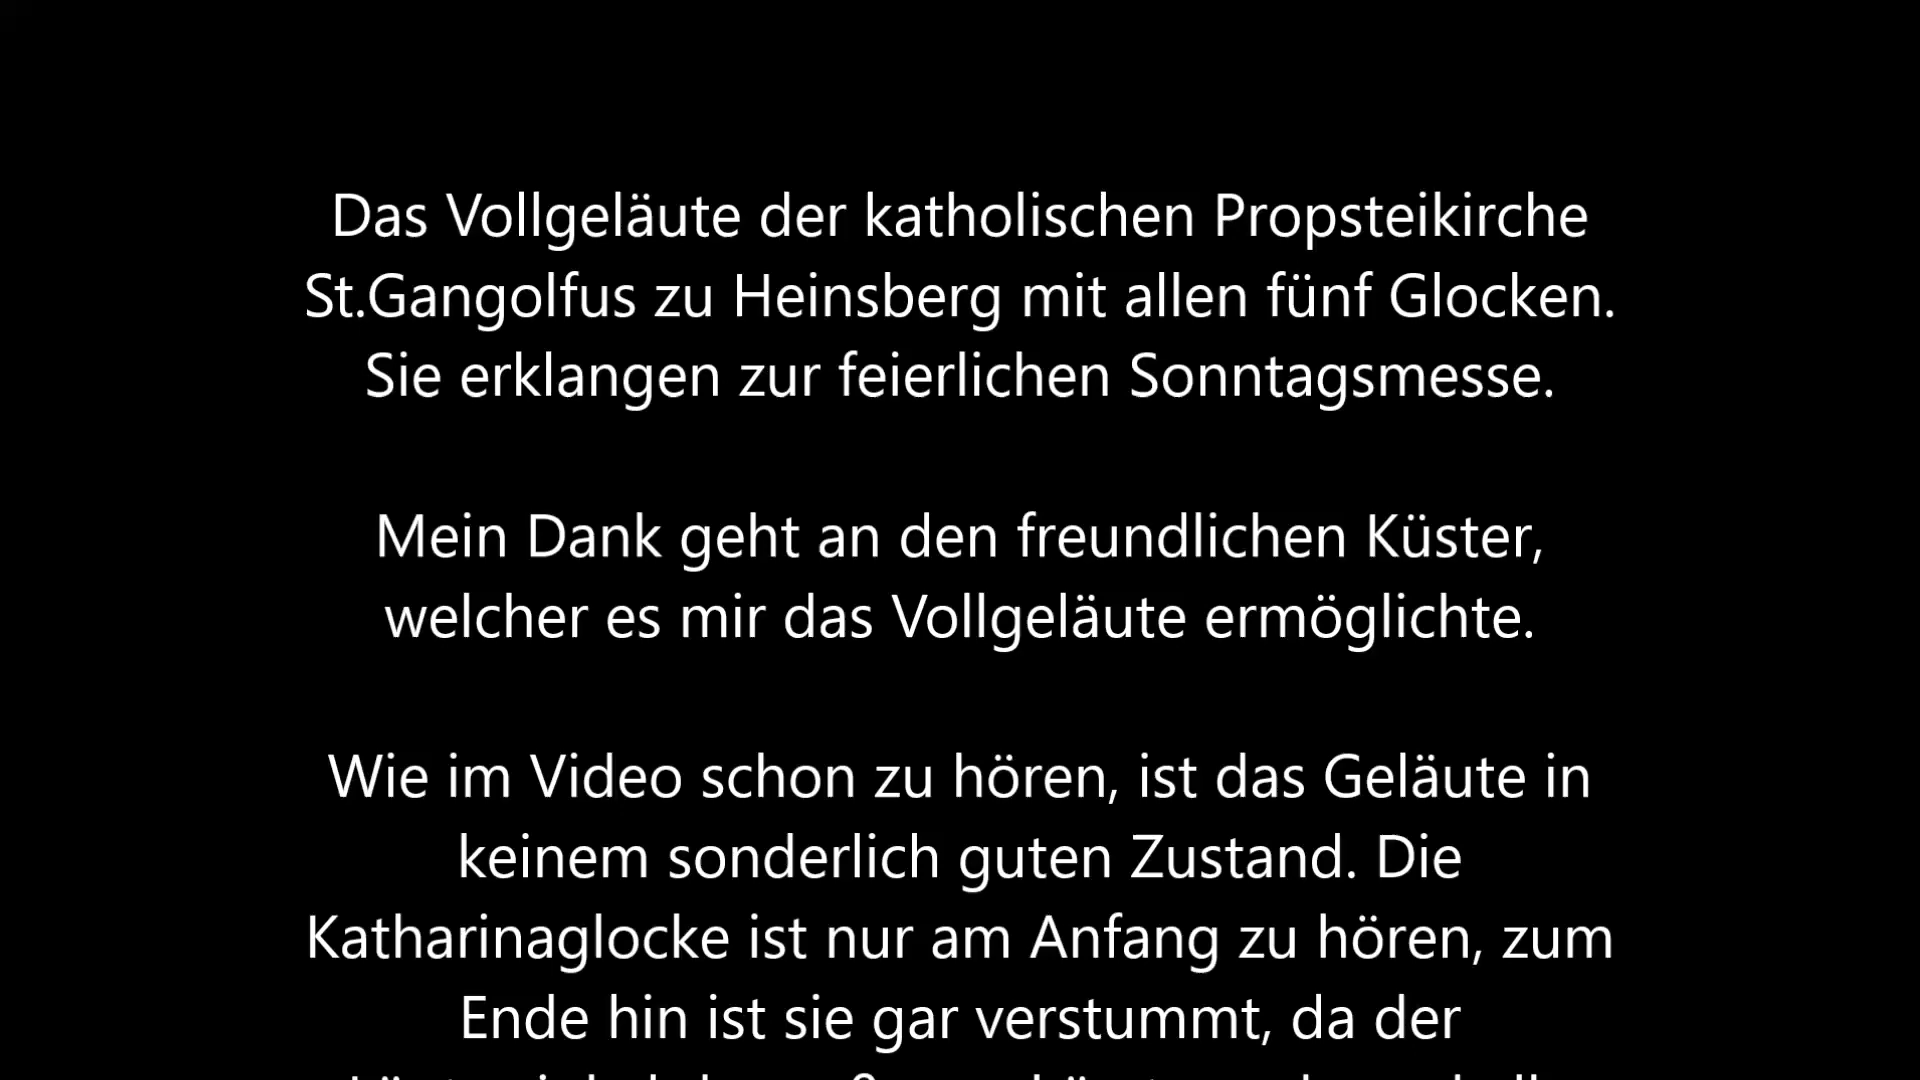 Das Vollgeläute der katholischen Propsteikirche
St.Gangolfus zu Heinsberg mit allen fünf Glocken.
Sie erklangen zur feierlichen Sonntagsmesse.
Mein Dank geht an den freundlichen Küster,
welcher es mir das Vollgeläute ermöglichte.
Wie im Video schon zu hören, ist das Geläute in
keinem sonderlich guten Zustand. Die
Katharinaglocke ist nur am Anfang zu hören, zum
Ende hin ist sie gar verstummt, da der